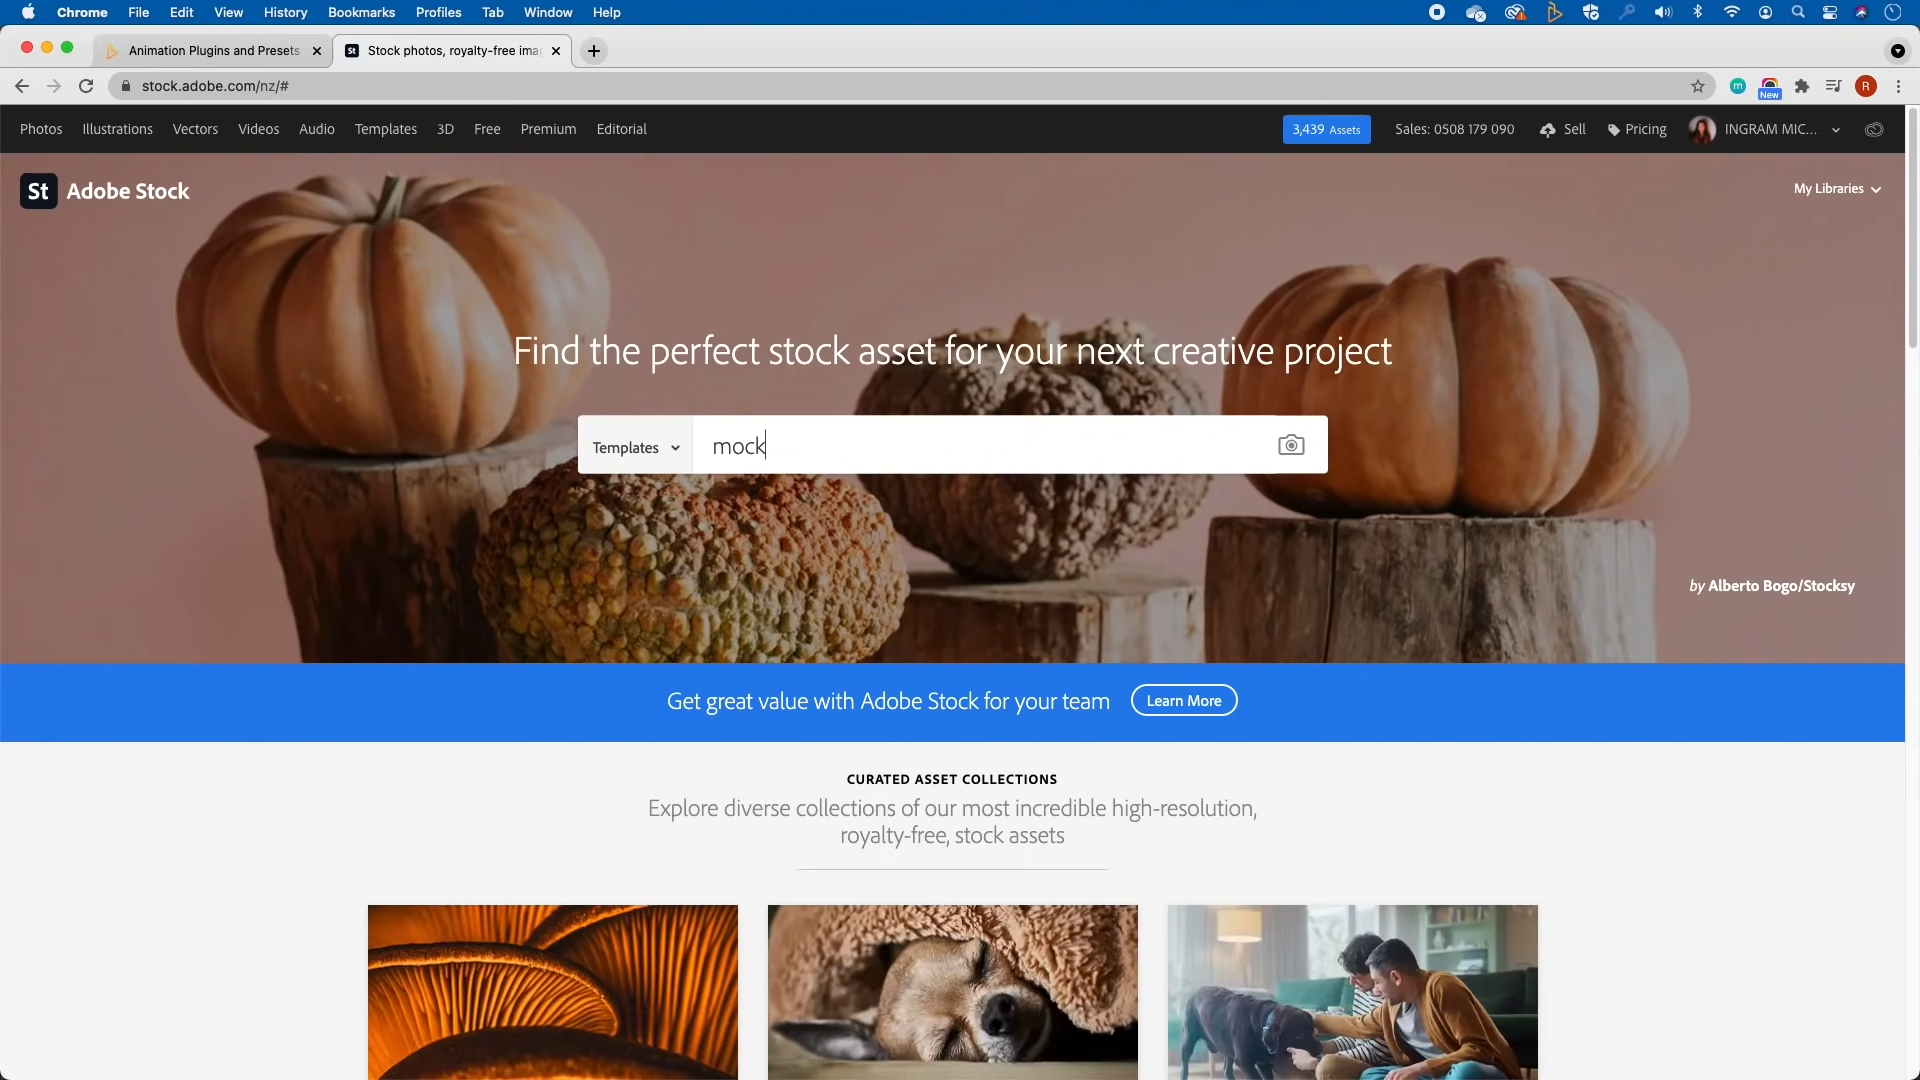 Chrome File Edit View History Bookmarks Profiles Tab Window Help
Animation Plugins and Presets
Stock photos, royalty-free ima
stock.adobe.com/nz/#
m
New
R
Photos Illustrations Vectors Videos Audio Templates 3D Free Premium Editorial
3,439 Assets
Sales: 0508 179 090
Sell
Pricing
INGRAM MIC...
St Adobe Stock
My Libraries
Find the perfect stock asset for your next creative project
Templates
mock
by Alberto Bogo/Stocksy
Get great value with Adobe Stock for your team
Learn More
CURATED ASSET COLLECTIONS
Explore diverse collections of our most incredible high-resolution,
royalty-free, stock assets